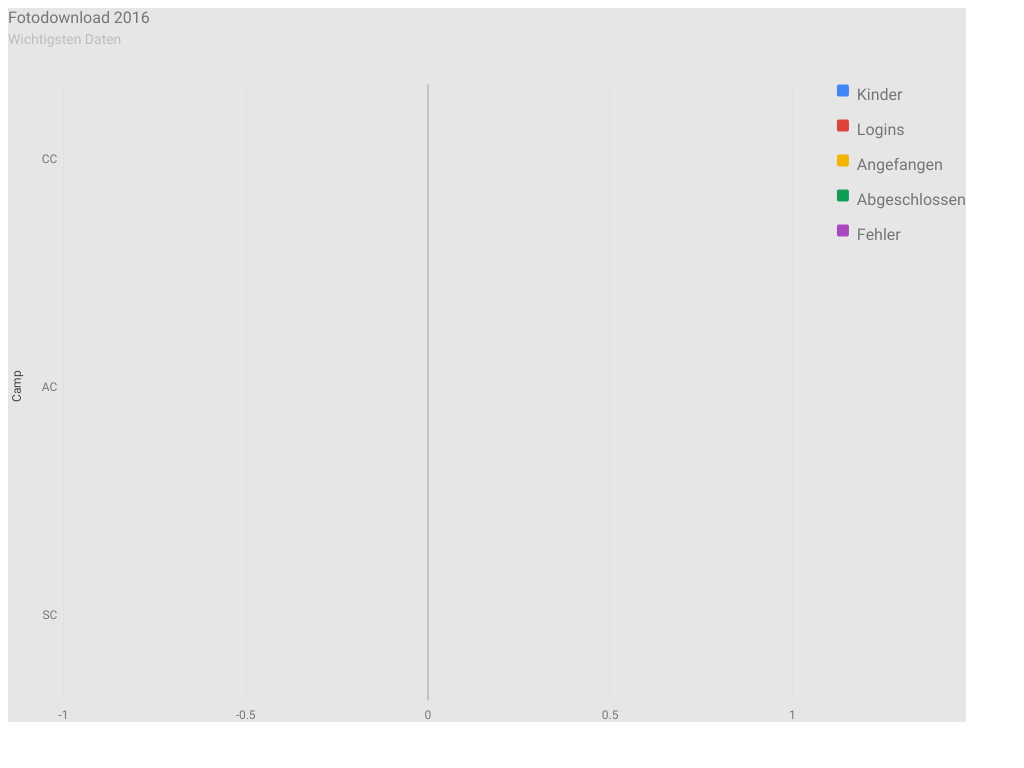 Fotodownload 2016
Wichtigsten Daten
Kinder
Logins
Angefangen
Abgeschlossen
Fehler
CC
AC
SC
Camp
-1
-0.5
0
0.5
1